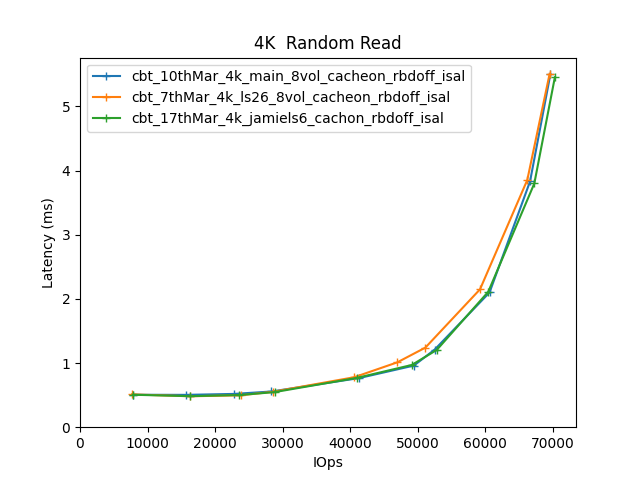 4K  Random Read
cbt_10thMar_4k_main_8vol_cacheon_rbdoff_isal
cbt_7thMar_4k_ls26_8vol_cacheon_rbdoff_isal
cbt_17thMar_4k_jamiels6_cachon_rbdoff_isal
Latency (ms)
5
4
3
2
1
0
0 10000 20000 30000 40000 50000 60000 70000
IOps